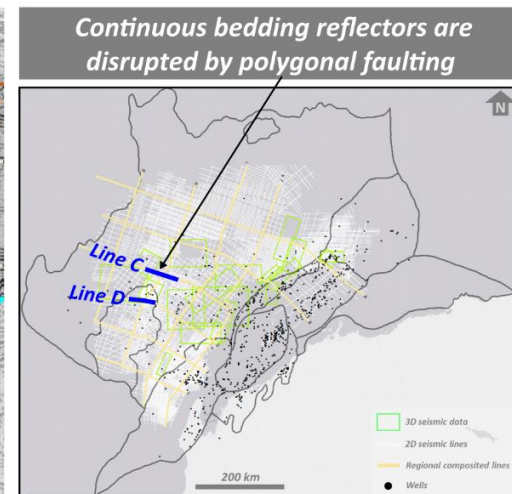 Continuous bedding reflectors are
disrupted by polygonal faulting
N
Line C
Line D
3D seismic data
2D seismic lines
Regional composited lines
Wells
200 km